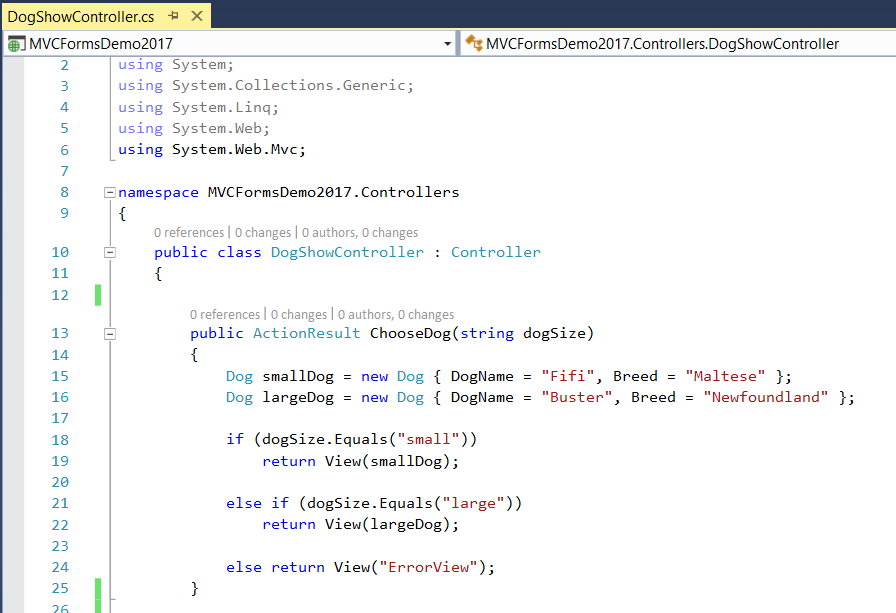 DogShowController.cs
MVCFormsDemo2017 MVCFormsDemo2017.Controllers.DogShowController
2 using System;
3 using System.Collections.Generic;
4 using System.Linq;
5 using System.Web;
6 using System.Web.Mvc;
7
8 namespace MVCFormsDemo2017.Controllers
9 {
0 references | 0 changes | 0 authors, 0 changes
10 public class DogShowController : Controller
11 {
12
0 references | 0 changes | 0 authors, 0 changes
13 public ActionResult ChooseDog(string dogSize)
14 {
15 Dog smallDog = new Dog { DogName = "Fifi", Breed = "Maltese" };
16 Dog largeDog = new Dog { DogName = "Buster", Breed = "Newfoundland" };
17
18 if (dogSize.Equals("small"))
19 return View(smallDog);
20
21 else if (dogSize.Equals("large"))
22 return View(largeDog);
23
24 else return View("ErrorView");
25 }
26